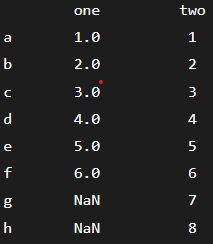 one two
a 1.0 1
b 2.0 2
c 3.0 3
d 4.0 4
e 5.0 5
f 6.0 6
g NaN 7
h NaN 8